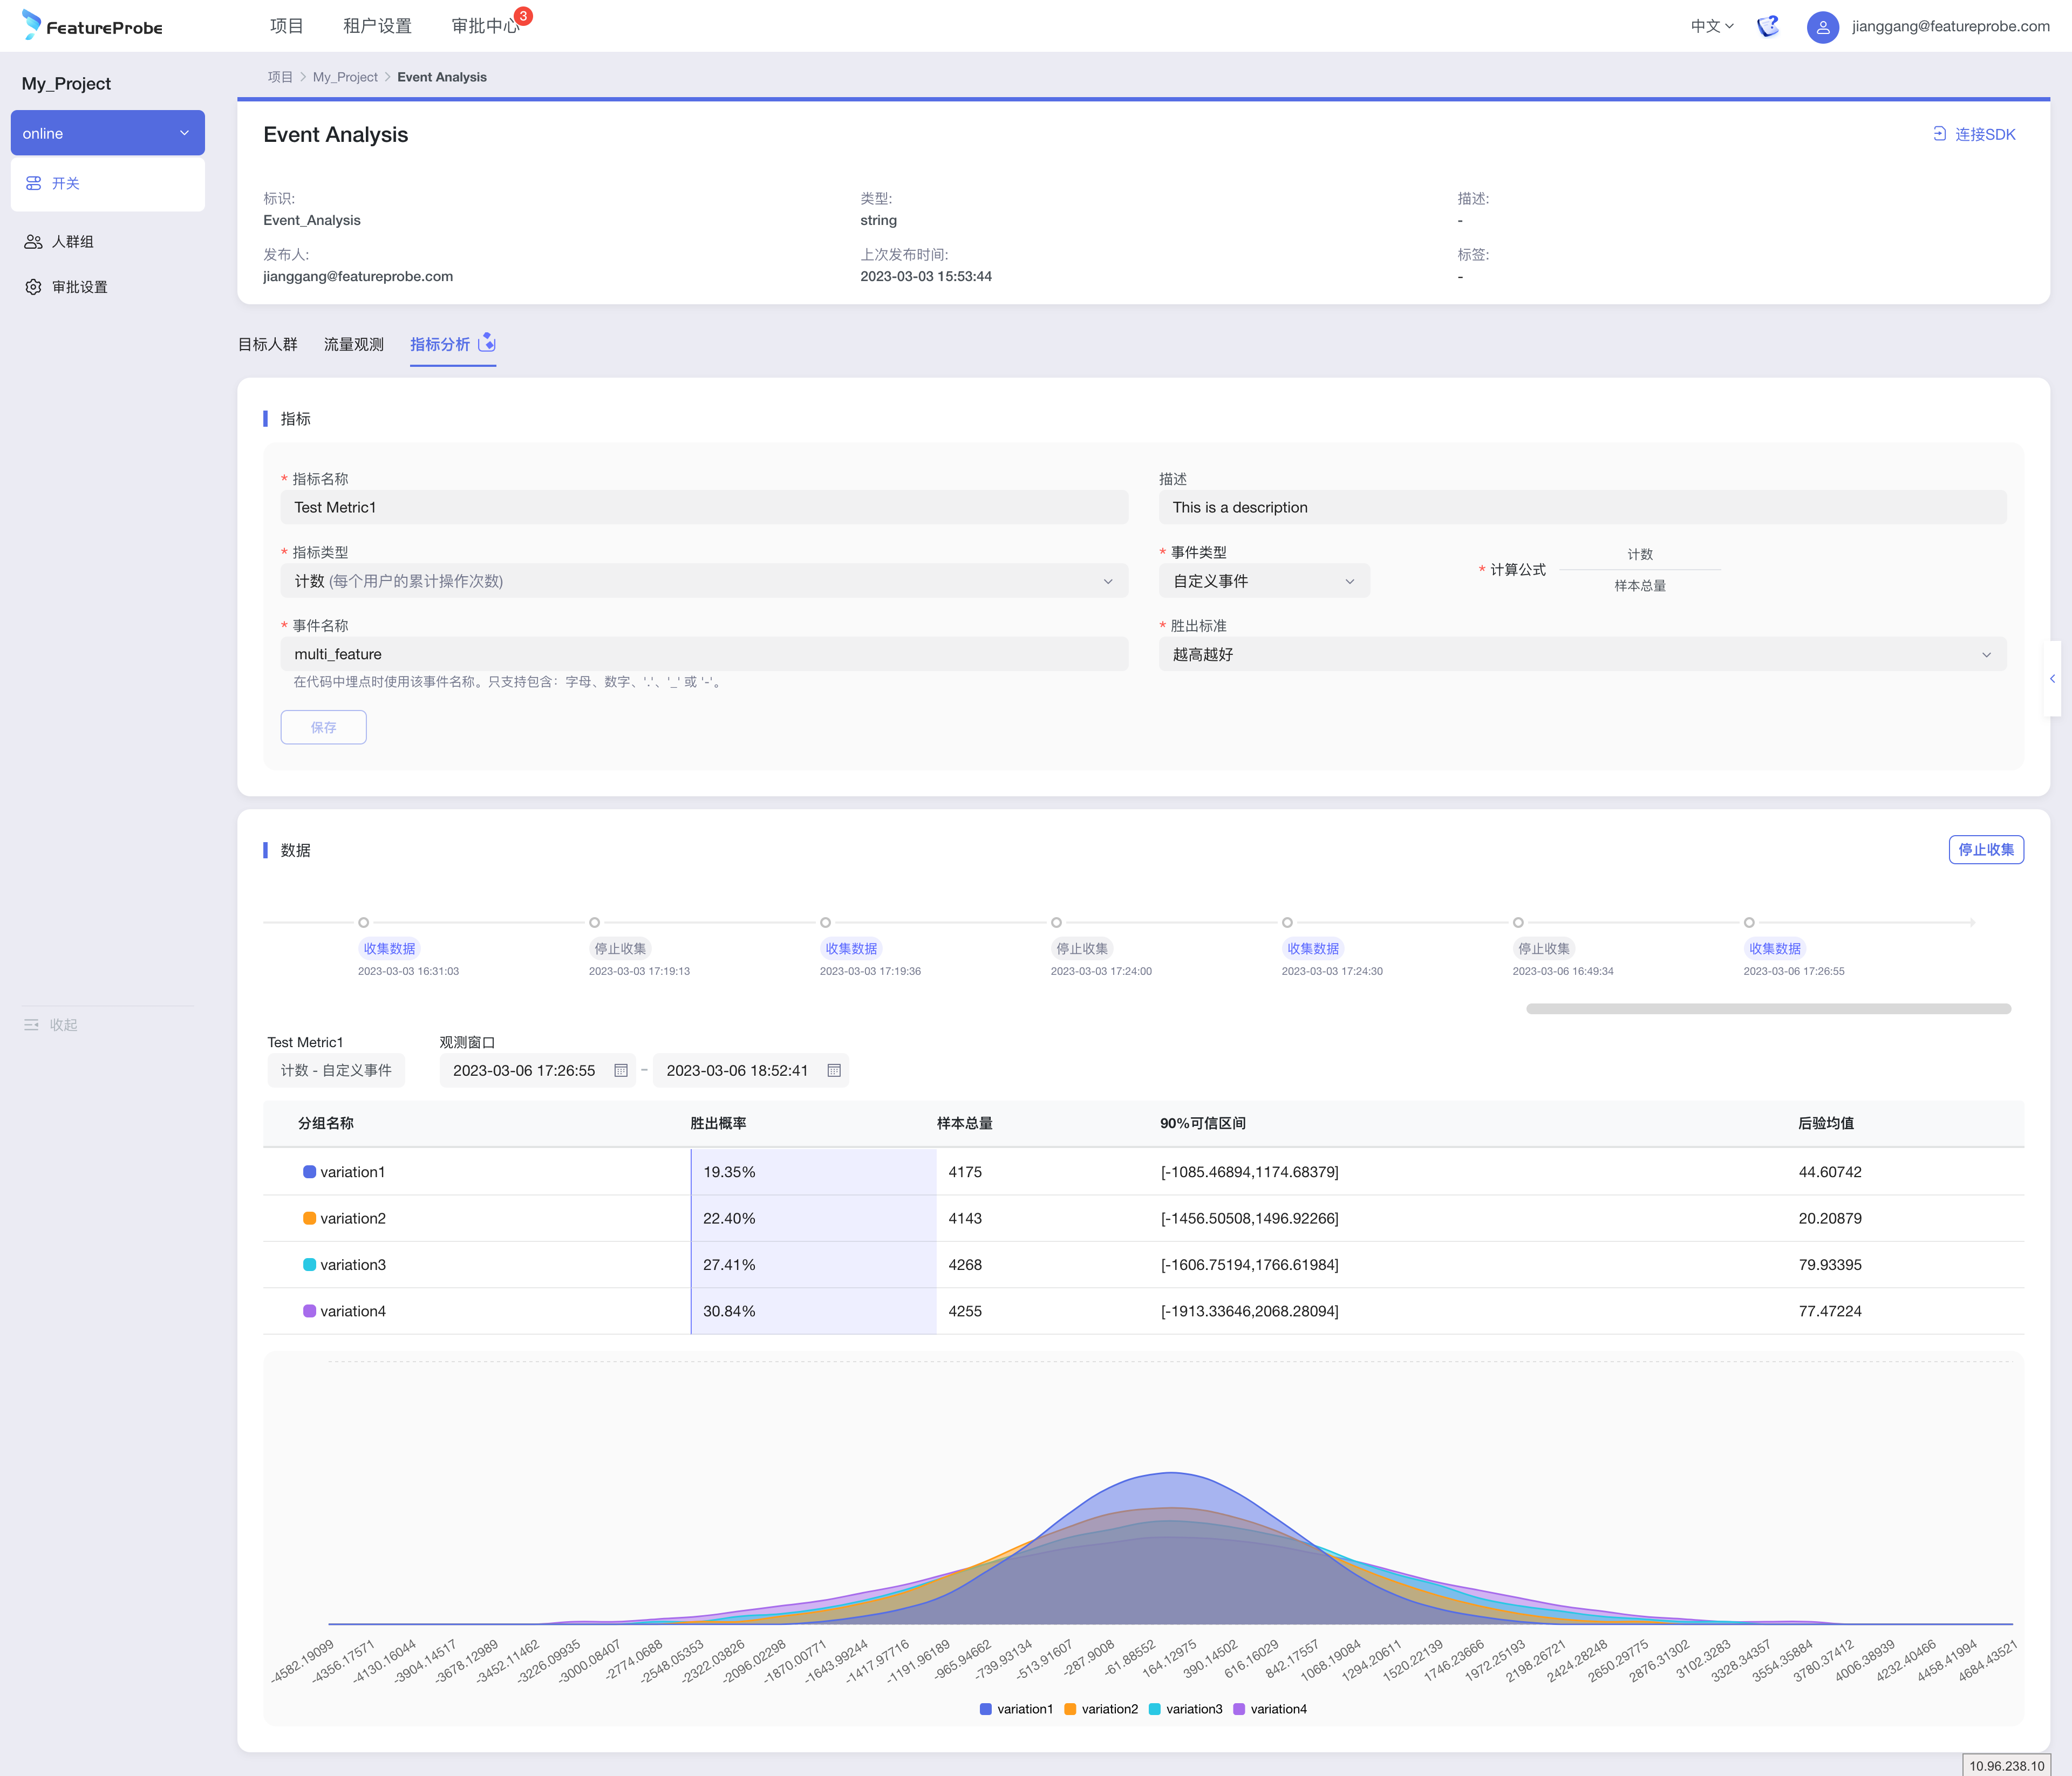 FeatureProbe
项目
租户设置
审批中心
3
中文
jianggang@featureprobe.com
My_Project
online
开关
人群组
审批设置
收起
项目 > My_Project > Event Analysis
Event Analysis
连接SDK
标识:
Event_Analysis
类型:
string
描述:
-
发布人:
jianggang@featureprobe.com
上次发布时间:
2023-03-03 15:53:44
标签:
-
目标人群
流量观测
指标分析
指标
* 指标名称
Test Metric1
描述
This is a description
* 指标类型
计数 (每个用户的累计操作次数)
* 事件类型
自定义事件
* 计算公式
计数
样本总量
* 事件名称
multi_feature
在代码中埋点时使用该事件名称。只支持包含：字母、数字、'.'、'_' 或 '-'。
* 胜出标准
越高越好
保存
数据
停止收集
收集数据
2023-03-03 16:31:03
停止收集
2023-03-03 17:19:13
收集数据
2023-03-03 17:19:36
停止收集
2023-03-03 17:24:00
收集数据
2023-03-03 17:24:30
停止收集
2023-03-06 16:49:34
收集数据
2023-03-06 17:26:55
Test Metric1
计数 - 自定义事件
观测窗口
2023-03-06 17:26:55 - 2023-03-06 18:52:41
分组名称 胜出概率 样本总量 90%可信区间 后验均值
variation1 19.35% 4175 [-1085.46894,1174.68379] 44.60742
variation2 22.40% 4143 [-1456.50508,1496.92266] 20.20879
variation3 27.41% 4268 [-1606.75194,1766.61984] 79.93395
variation4 30.84% 4255 [-1913.33646,2068.28094] 77.47224
-4582.19099
-4356.17571
-4130.16044
-3904.14517
-3678.12989
-3452.11462
-3226.09935
-3000.08407
-2774.0688
-2548.05353
-2322.03826
-2096.02298
-1870.00771
-1643.99244
-1417.97716
-1191.96189
-965.94662
-739.93134
-513.91607
-287.9008
-61.88552
164.12975
390.14502
616.16029
842.17557
1068.19084
1294.20611
1520.22139
1746.23666
1972.25193
2198.26721
2424.28248
2650.29775
2876.31302
3102.3283
3328.34357
3554.35884
3780.37412
4006.38939
4232.40466
4458.41994
4684.43521
variation1
variation2
variation3
variation4
10.96.238.10